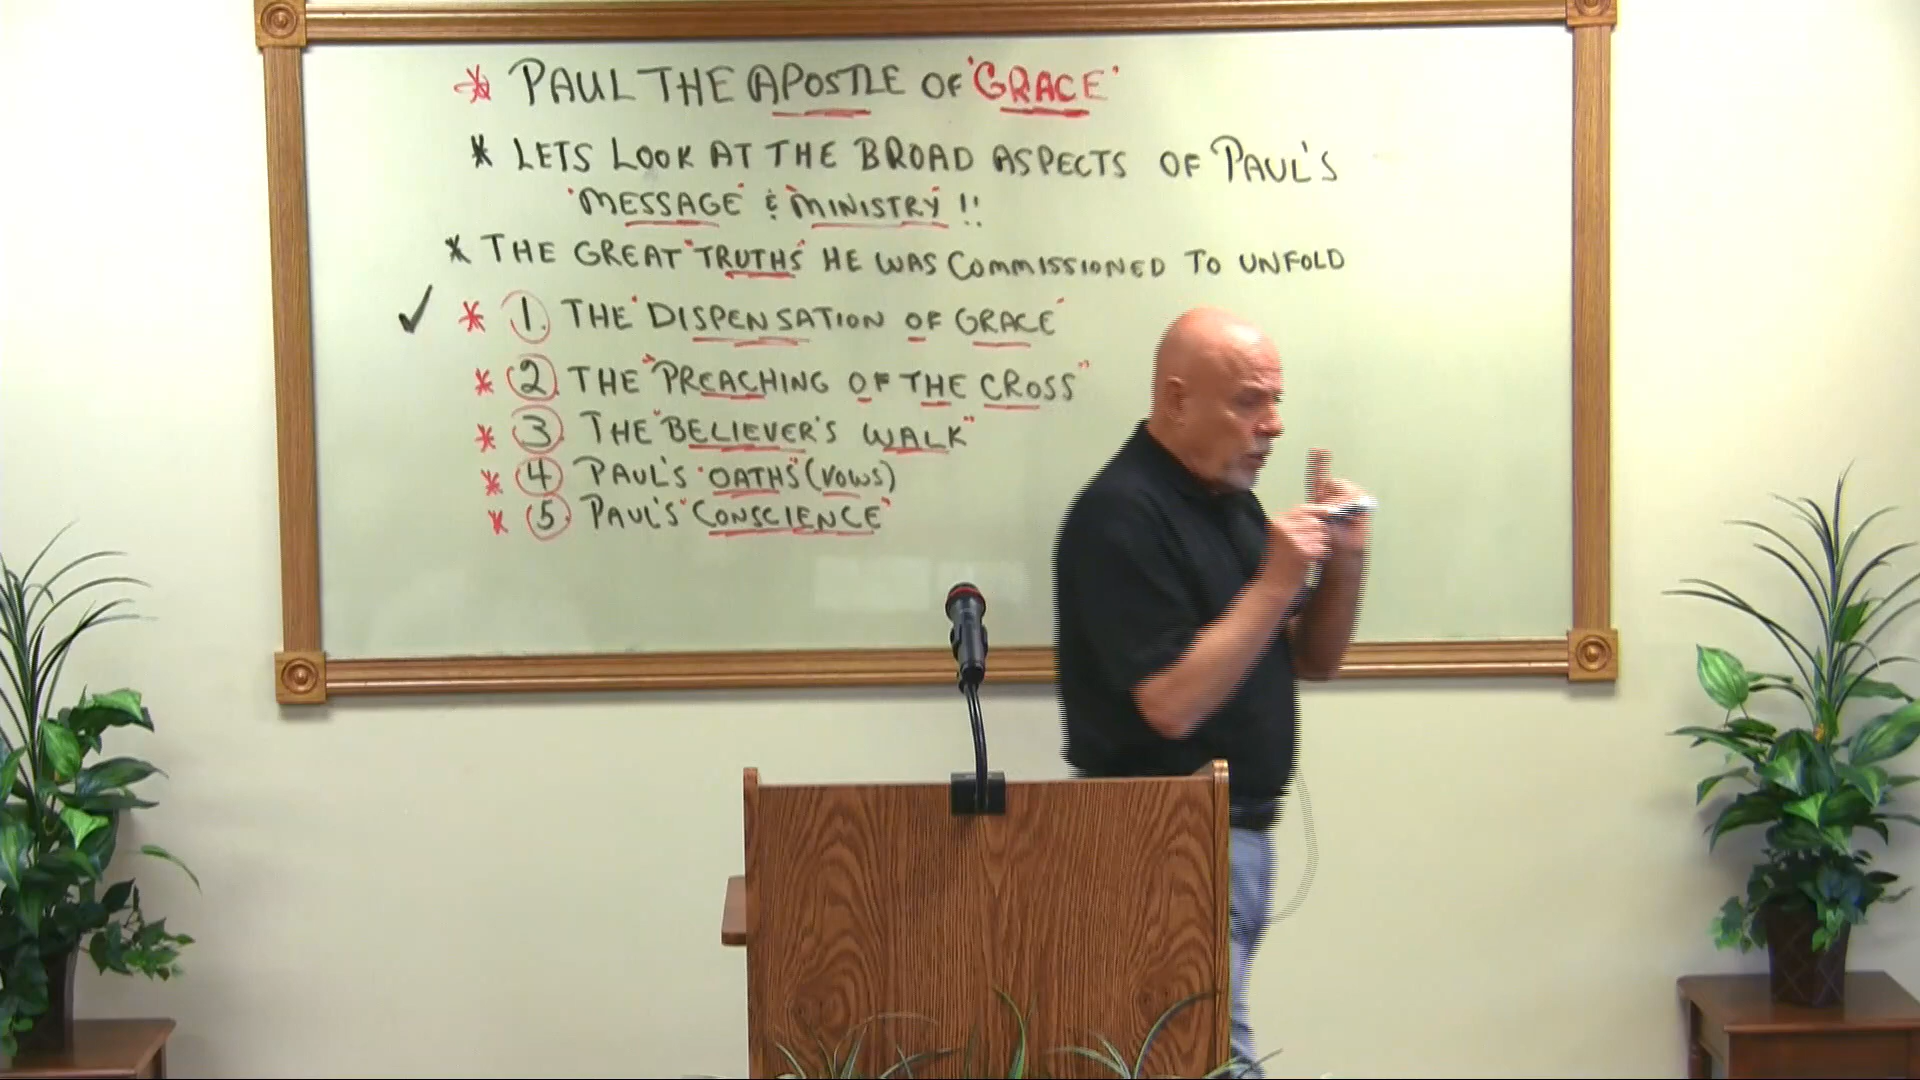 * PAUL THE APOSTLE OF "GRACE"
* LETS LOOK AT THE BROAD ASPECTS OF PAUL'S
"MESSAGE" & "MINISTRY" !!
* THE GREAT "TRUTHS" HE WAS COMMISSIONED TO UNFOLD
✓ * 1. THE "DISPENSATION OF GRACE"
* 2. THE "PREACHING OF THE CROSS"
* 3. THE "BELIEVER'S WALK"
* 4. PAUL'S "OATHS" (VOWS)
* 5. PAUL'S "CONSCIENCE"